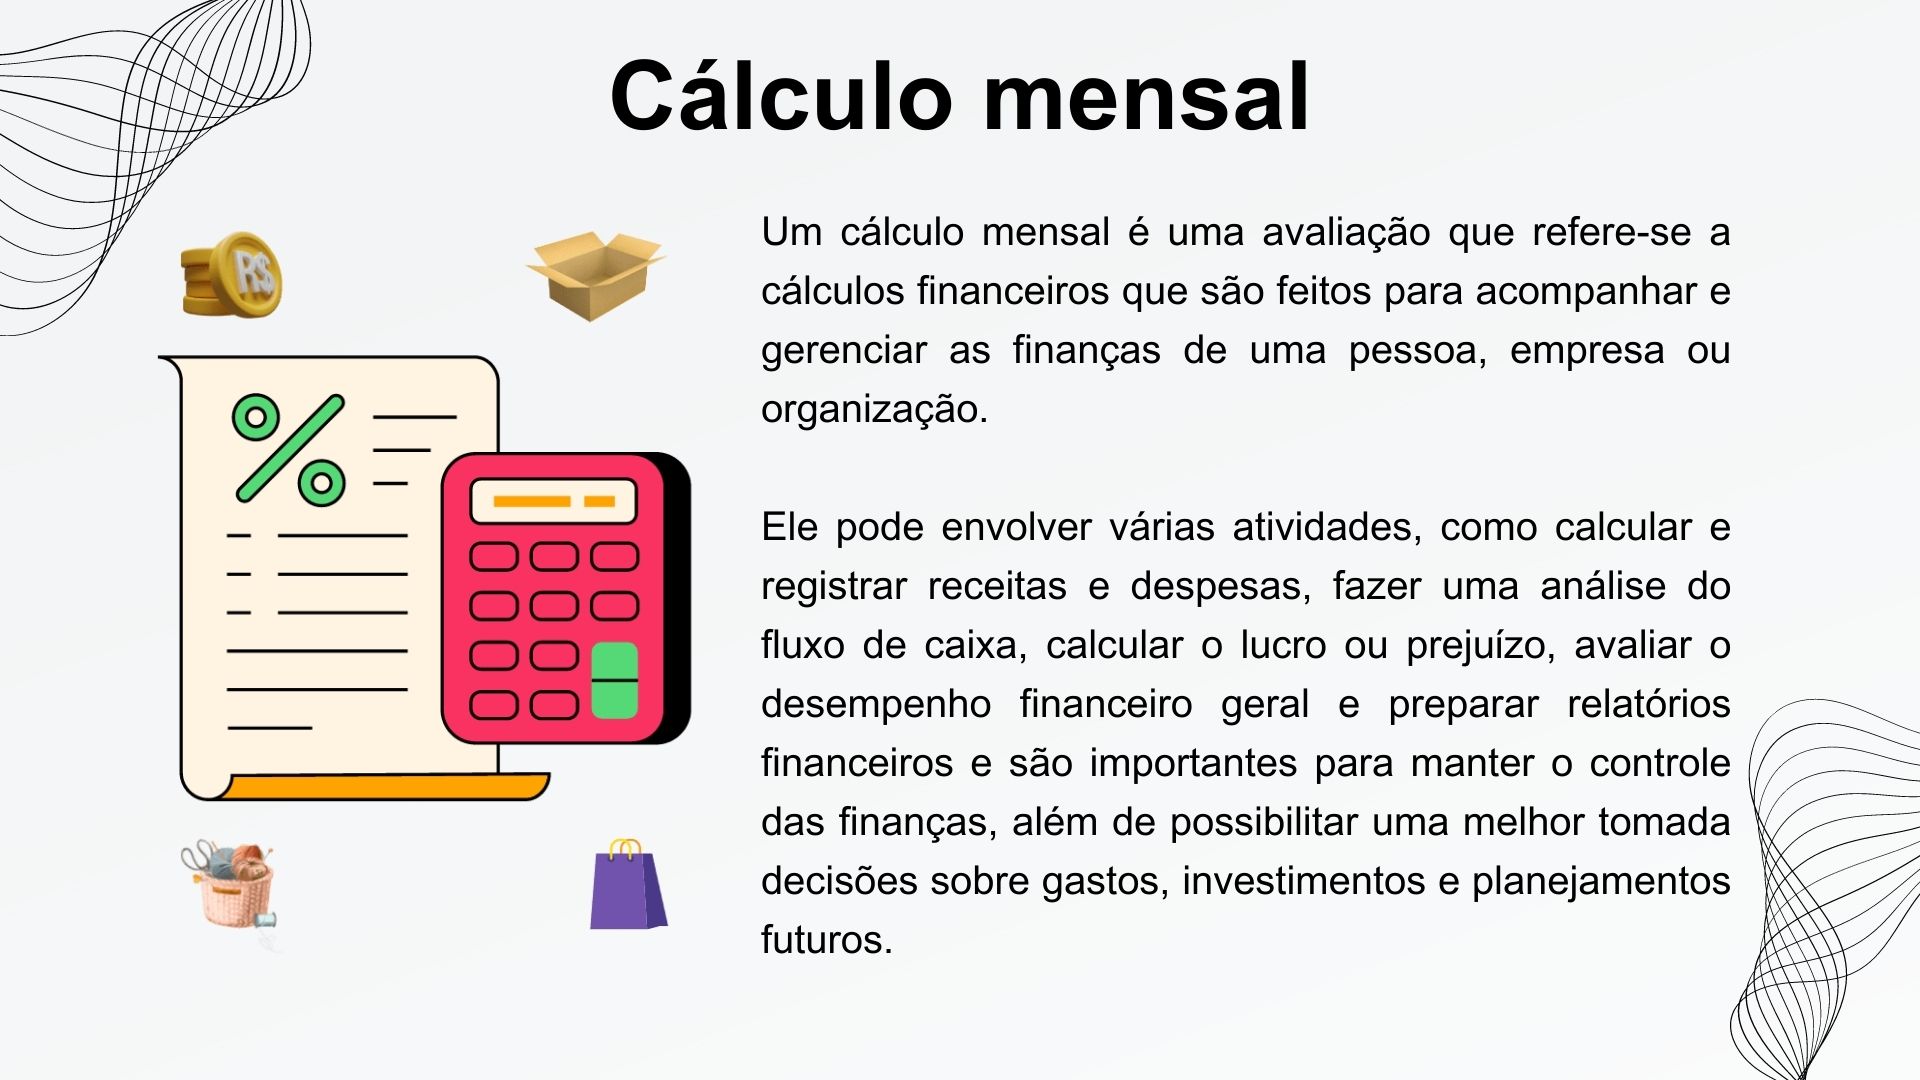 Cálculo mensal
R$
Um cálculo mensal é uma avaliação que refere-se a
cálculos financeiros que são feitos para acompanhar e
gerenciar as finanças de uma pessoa, empresa ou
organização.
Ele pode envolver várias atividades, como calcular e
registrar receitas e despesas, fazer uma análise do
fluxo de caixa, calcular o lucro ou prejuízo, avaliar o
desempenho financeiro geral e preparar relatórios
financeiros e são importantes para manter o controle
das finanças, além de possibilitar uma melhor tomada
decisões sobre gastos, investimentos e planejamentos
futuros.
%